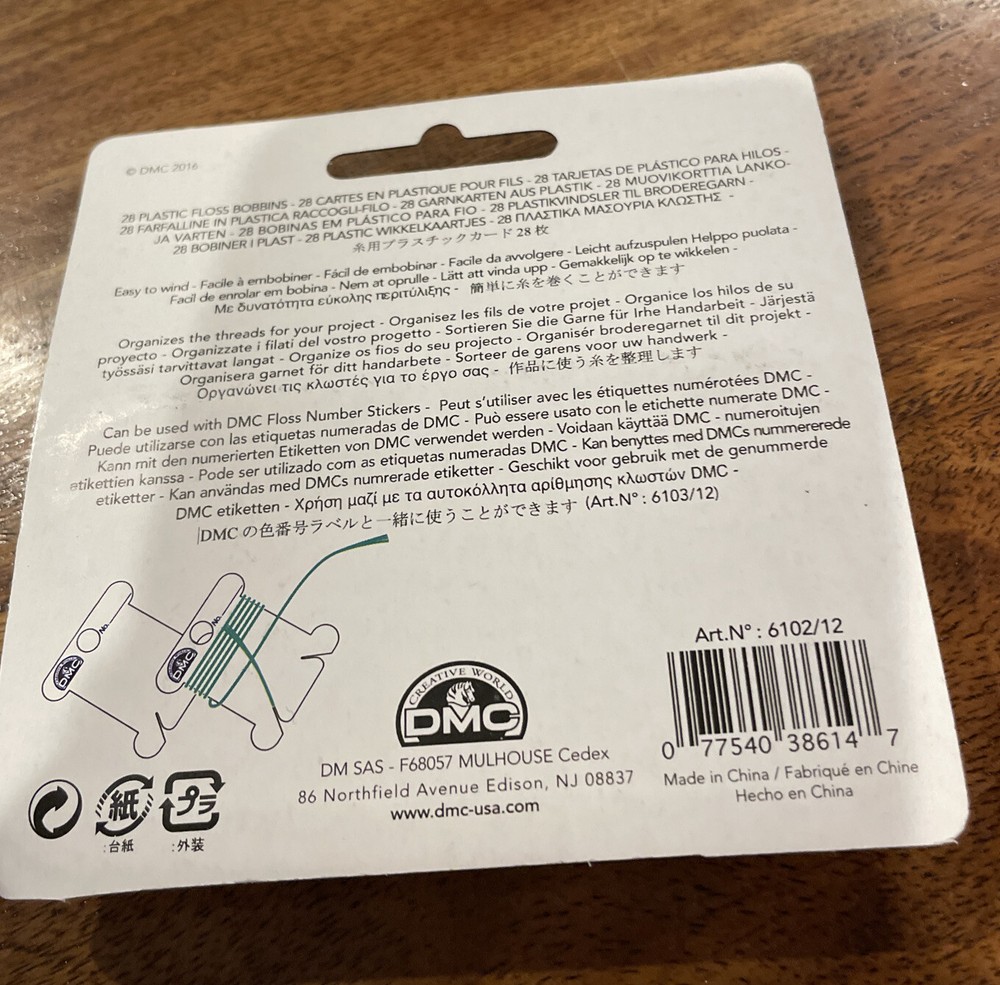 © DMC 2016
28 PLASTIC FLOSS BOBBINS - 28 CARTES EN PLASTIQUE POUR FILS - 28 TARJETAS DE PLÁSTICO PARA HILOS -
28 FARFALLINE IN PLASTICA RACCOGLI-FILO - 28 GARNKARTEN AUS PLASTIK - 28 MUOVIKORTTIA LANKO-
JA VARTEN - 28 BOBINAS EM PLÁSTICO PARA FIO - 28 PLASTIKVINDSLER TIL BRODEREGARN -
28 BOBINER I PLAST - 28 PLASTIC WIKKELKAARTJES - 28 ΠΛΑΣΤΙΚΑ ΜΑΣΟΥΡΙΑ ΚΛΩΣΤΗΣ -
糸用プラスチックカード 28 枚
Easy to wind - Facile à embobiner - Fácil de embobinar - Facile da avvolgere - Leicht aufzuspulen Helppo puolata -
Facil de enrolar em bobina - Nem at oprulle - Lätt att vinda upp - Gemakkelijk op te wikkelen -
Με δυνατότητα εύκολης περιτύλιξης - 簡単に糸を巻くことができます
Organizes the threads for your project - Organiser les fils de votre projet - Organice los hilos de su
proyecto - Organizzate i filati del vostro progetto - Sortieren Sie die Garne für Irhe Handarbeit - Järjestä
työssäsi tarvittavat langat - Organize os fios do seu projecto - Organisér broderegarnet til dit projekt -
Organisera garnet för ditt handarbete - Sorteer de garens voor uw handwerk -
Οργανώνει τις κλωστές για το έργο σας - 作品に使う糸を整理します
Can be used with DMC Floss Number Stickers - Peut s'utiliser avec les étiquettes numérotées DMC -
Puede utilizarse con las etiquetas numeradas de DMC - Può essere usato con le etichette numerate DMC -
Kann mit den numerierten Etiketten von DMC verwendet werden - Voidaan käyttää DMC - numeroitujen
etikettien kanssa - Pode ser utilizado com as etiquetas numeradas DMC - Kan benyttes med DMCs nummererede
etiketter - Kan användas med DMCs numrerade etiketter - Geschikt voor gebruik met de genummerde
DMC etiketten - Χρήση μαζί με τα αυτοκόλλητα αρίθμησης κλωστών DMC -
DMC の色番号ラベルと一緒に使うことができます (Art.N° : 6103/12)
No.
DMC
No.
DMC
CREATIVE WORLD
DMC
DM SAS - F68057 MULHOUSE Cedex
86 Northfield Avenue Edison, NJ 08837
www.dmc-usa.com
Art.N° : 6102/12
0 77540 38614 7
Made in China / Fabriqué en Chine
Hecho en China
紙
プラ
:台紙
:外装